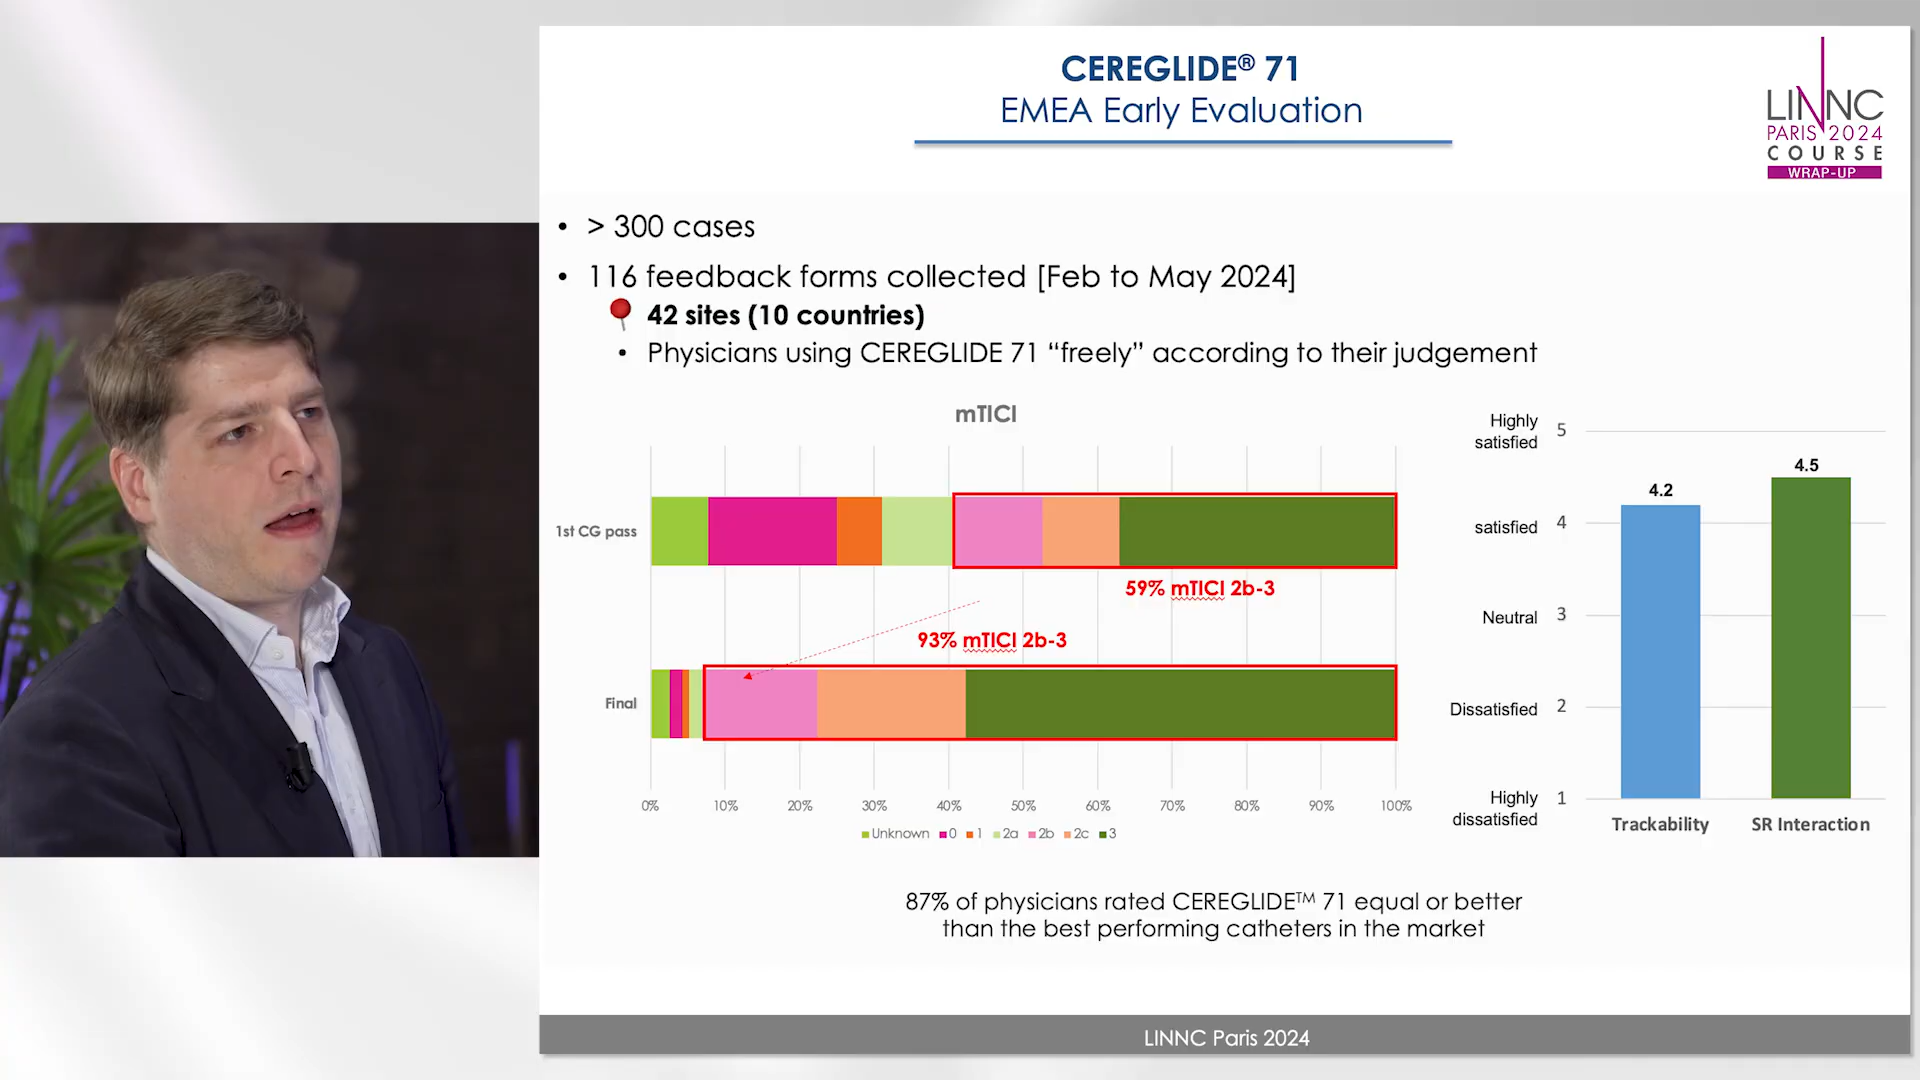 CEREGLIDE® 71
EMEA Early Evaluation
LINNC
PARIS 2024
COURSE
WRAP-UP
• > 300 cases
• 116 feedback forms collected [Feb to May 2024]
42 sites (10 countries)
• Physicians using CEREGLIDE 71 “freely” according to their judgement
mTICI
1st CG pass
59% mTICI 2b-3
93% mTICI 2b-3
Final
0% 10% 20% 30% 40% 50% 60% 70% 80% 90% 100%
Unknown 0 1 2a 2b 2c 3
Highly
satisfied 5
satisfied 4
Neutral 3
Dissatisfied 2
Highly
dissatisfied 1
4.2
4.5
Trackability SR Interaction
87% of physicians rated CEREGLIDE™ 71 equal or better
than the best performing catheters in the market
LINNC Paris 2024